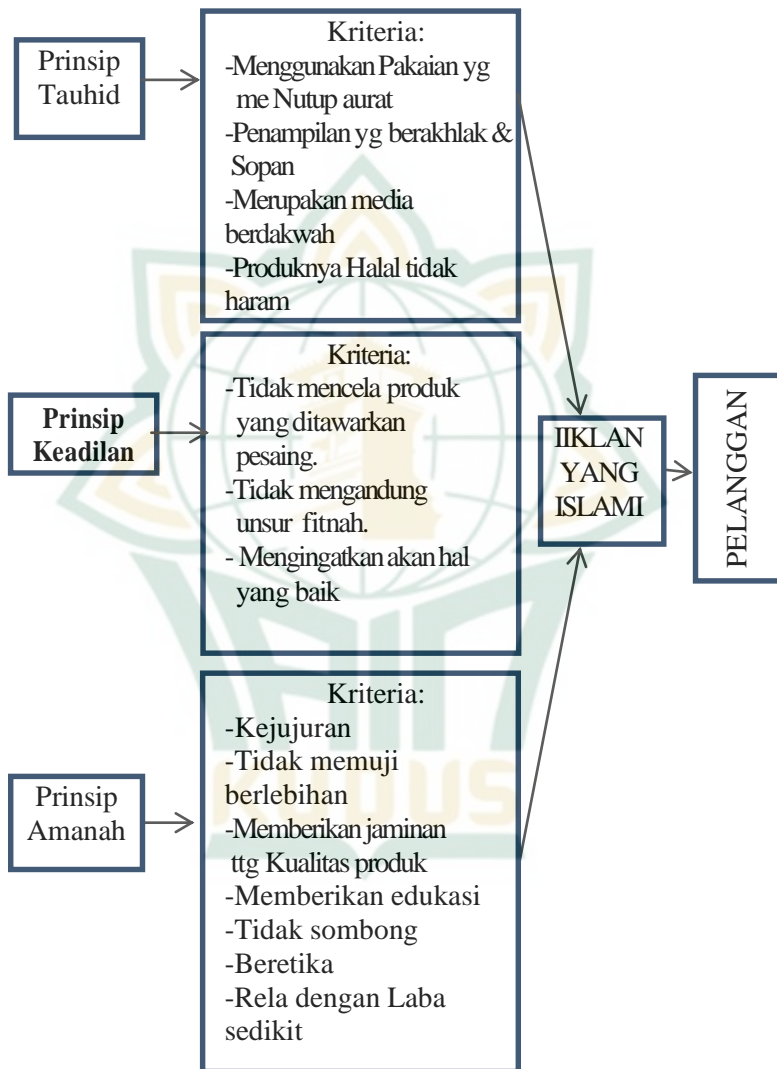 Prinsip
Tauhid
Kriteria:
-Menggunakan Pakaian yg
me Nutup aurat
-Penampilan yg berakhlak &
Sopan
-Merupakan media
berdakwah
-Produknya Halal tidak
haram
Prinsip
Keadilan
Kriteria:
-Tidak mencela produk
yang ditawarkan
pesaing.
-Tidak mengandung
unsur fitnah.
- Mengingatkan akan hal
yang baik
Prinsip
Amanah
Kriteria:
-Kejujuran
-Tidak memuji
berlebihan
-Memberikan jaminan
ttg Kualitas produk
-Memberikan edukasi
-Tidak sombong
-Beretika
-Rela dengan Laba
sedikit
IIKLAN
YANG
ISLAMI
PELANGGAN
IAIN
KUDUS